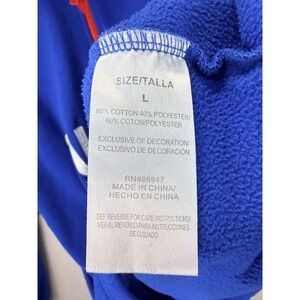 SIZE/TALLA
L
60% COTTON 40% POLYESTER/
60% COTON/POLYESTER
EXCLUSIVE OF DECORATION/
EXCLUSIVO DE DECORACIÓN
RN#86947
MADE IN CHINA/
HECHO EN CHINA
SEE REVERSE FOR CARE INSTRUCTIONS/
VER EL REVERSO PARA INSTRUCCIONES
DE CUIDADO